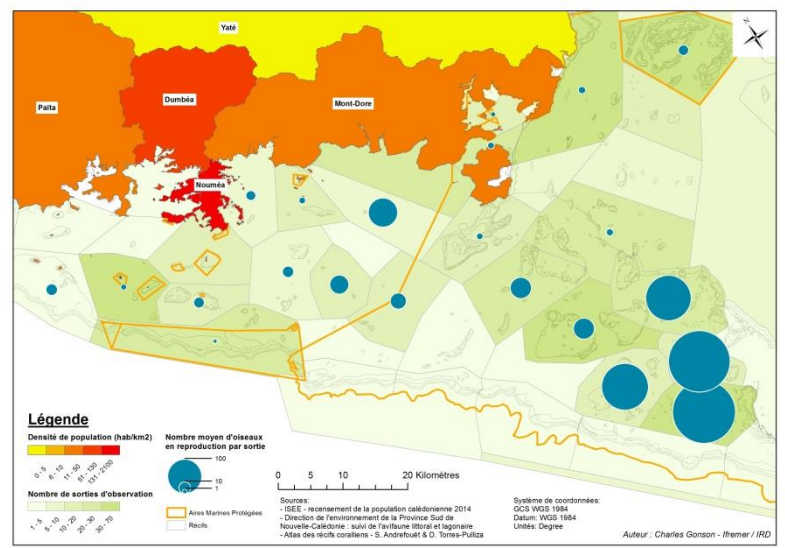 Yaté
N
Dumbéa
Païta
Mont-Dore
Nouméa
Légende
Densité de population (hab/km2)
0 - 5
6 - 10
11 - 50
51 - 130
131 - 2100
Nombre de sorties d'observation
1 - 5
5 - 10
10 - 20
20 - 30
30 - 70
Nombre moyen d'oiseaux
en reproduction par sortie
100
10
1
Aires Marines Protégées
Récifs
0 5 10 20 Kilomètres
Sources:
- ISEE - recensement de la population calédonienne 2014
- Direction de l'environnement de la Province Sud de
Nouvelle-Calédonie : suivi de l'avifaune littoral et lagonaire
- Atlas des récifs coralliens - S. Andrefouët & D. Torres-Pulliza
Système de coordonnées:
GCS WGS 1984
Datum: WGS 1984
Unités: Degree
Auteur : Charles Gonson - Ifremer / IRD